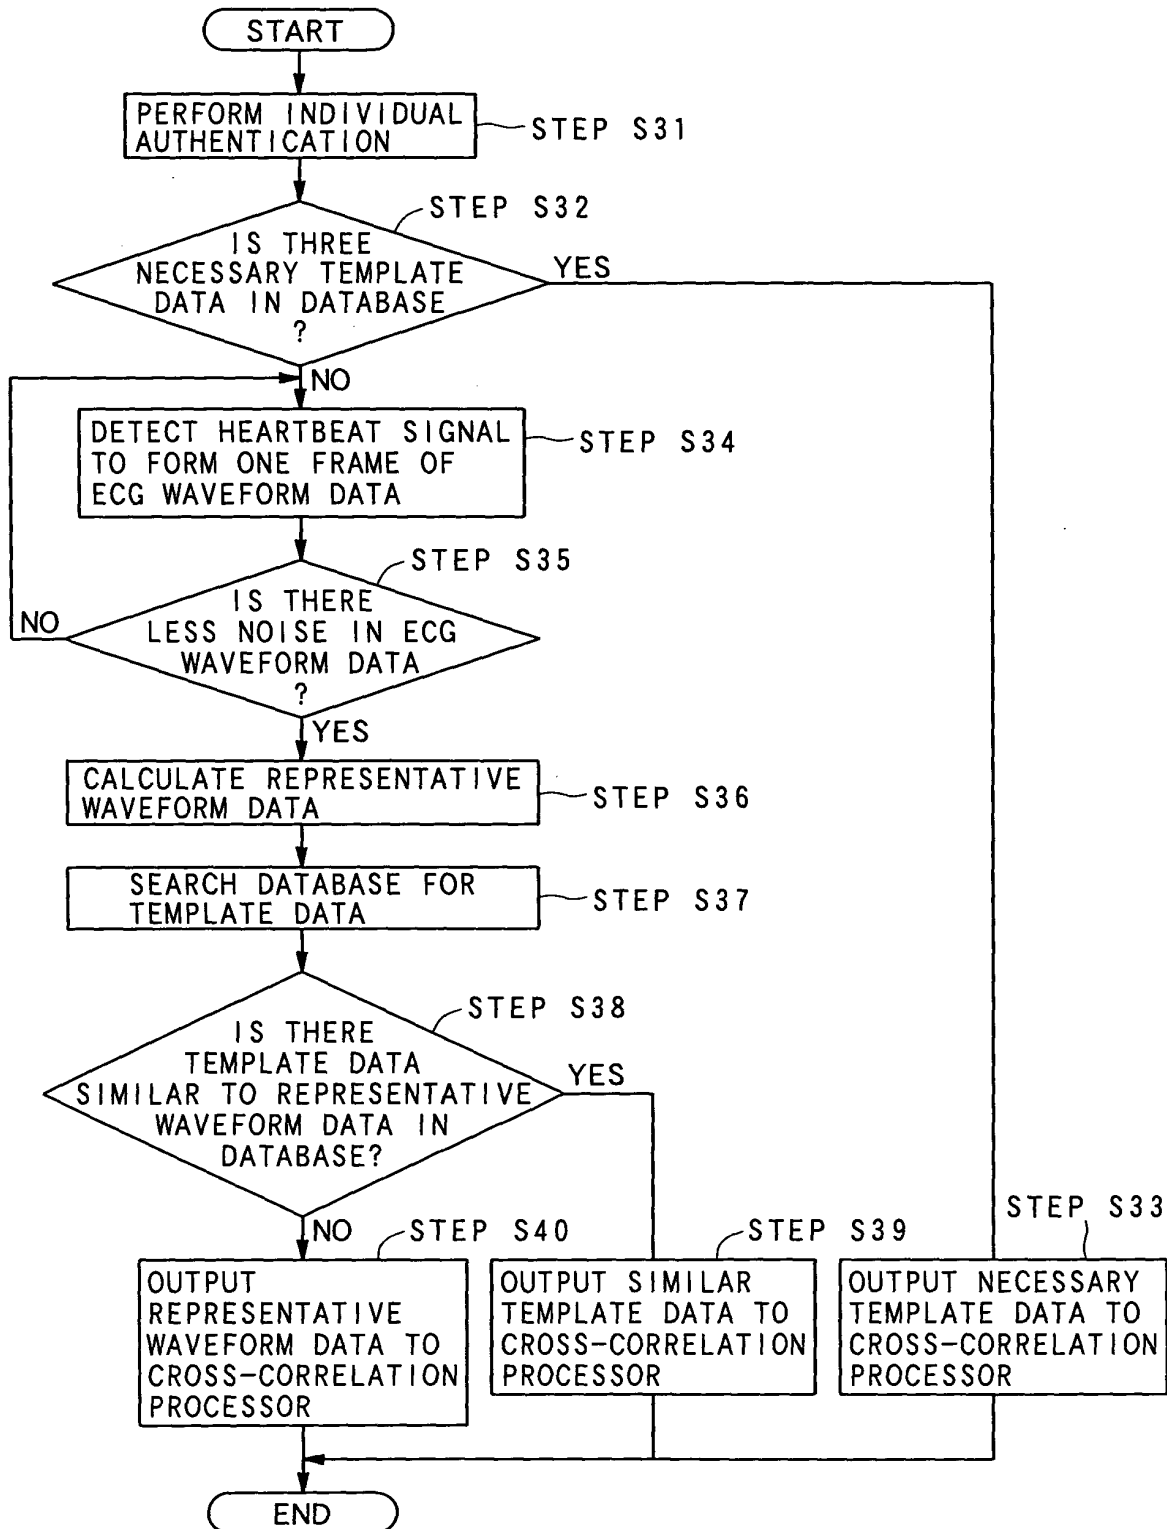 START
PERFORM INDIVIDUAL
AUTHENTICATION
STEP S31
STEP S32
IS THREE
NECESSARY TEMPLATE
DATA IN DATABASE
?
YES
NO
DETECT HEARTBEAT SIGNAL
TO FORM ONE FRAME OF
ECG WAVEFORM DATA
STEP S34
STEP S35
IS THERE
LESS NOISE IN ECG
WAVEFORM DATA
?
NO
YES
CALCULATE REPRESENTATIVE
WAVEFORM DATA
STEP S36
SEARCH DATABASE FOR
TEMPLATE DATA
STEP S37
STEP S38
IS THERE
TEMPLATE DATA
SIMILAR TO REPRESENTATIVE
WAVEFORM DATA IN
DATABASE?
YES
NO
STEP S40
OUTPUT
REPRESENTATIVE
WAVEFORM DATA TO
CROSS-CORRELATION
PROCESSOR
STEP S39
OUTPUT SIMILAR
TEMPLATE DATA TO
CROSS-CORRELATION
PROCESSOR
STEP S33
OUTPUT NECESSARY
TEMPLATE DATA TO
CROSS-CORRELATION
PROCESSOR
END